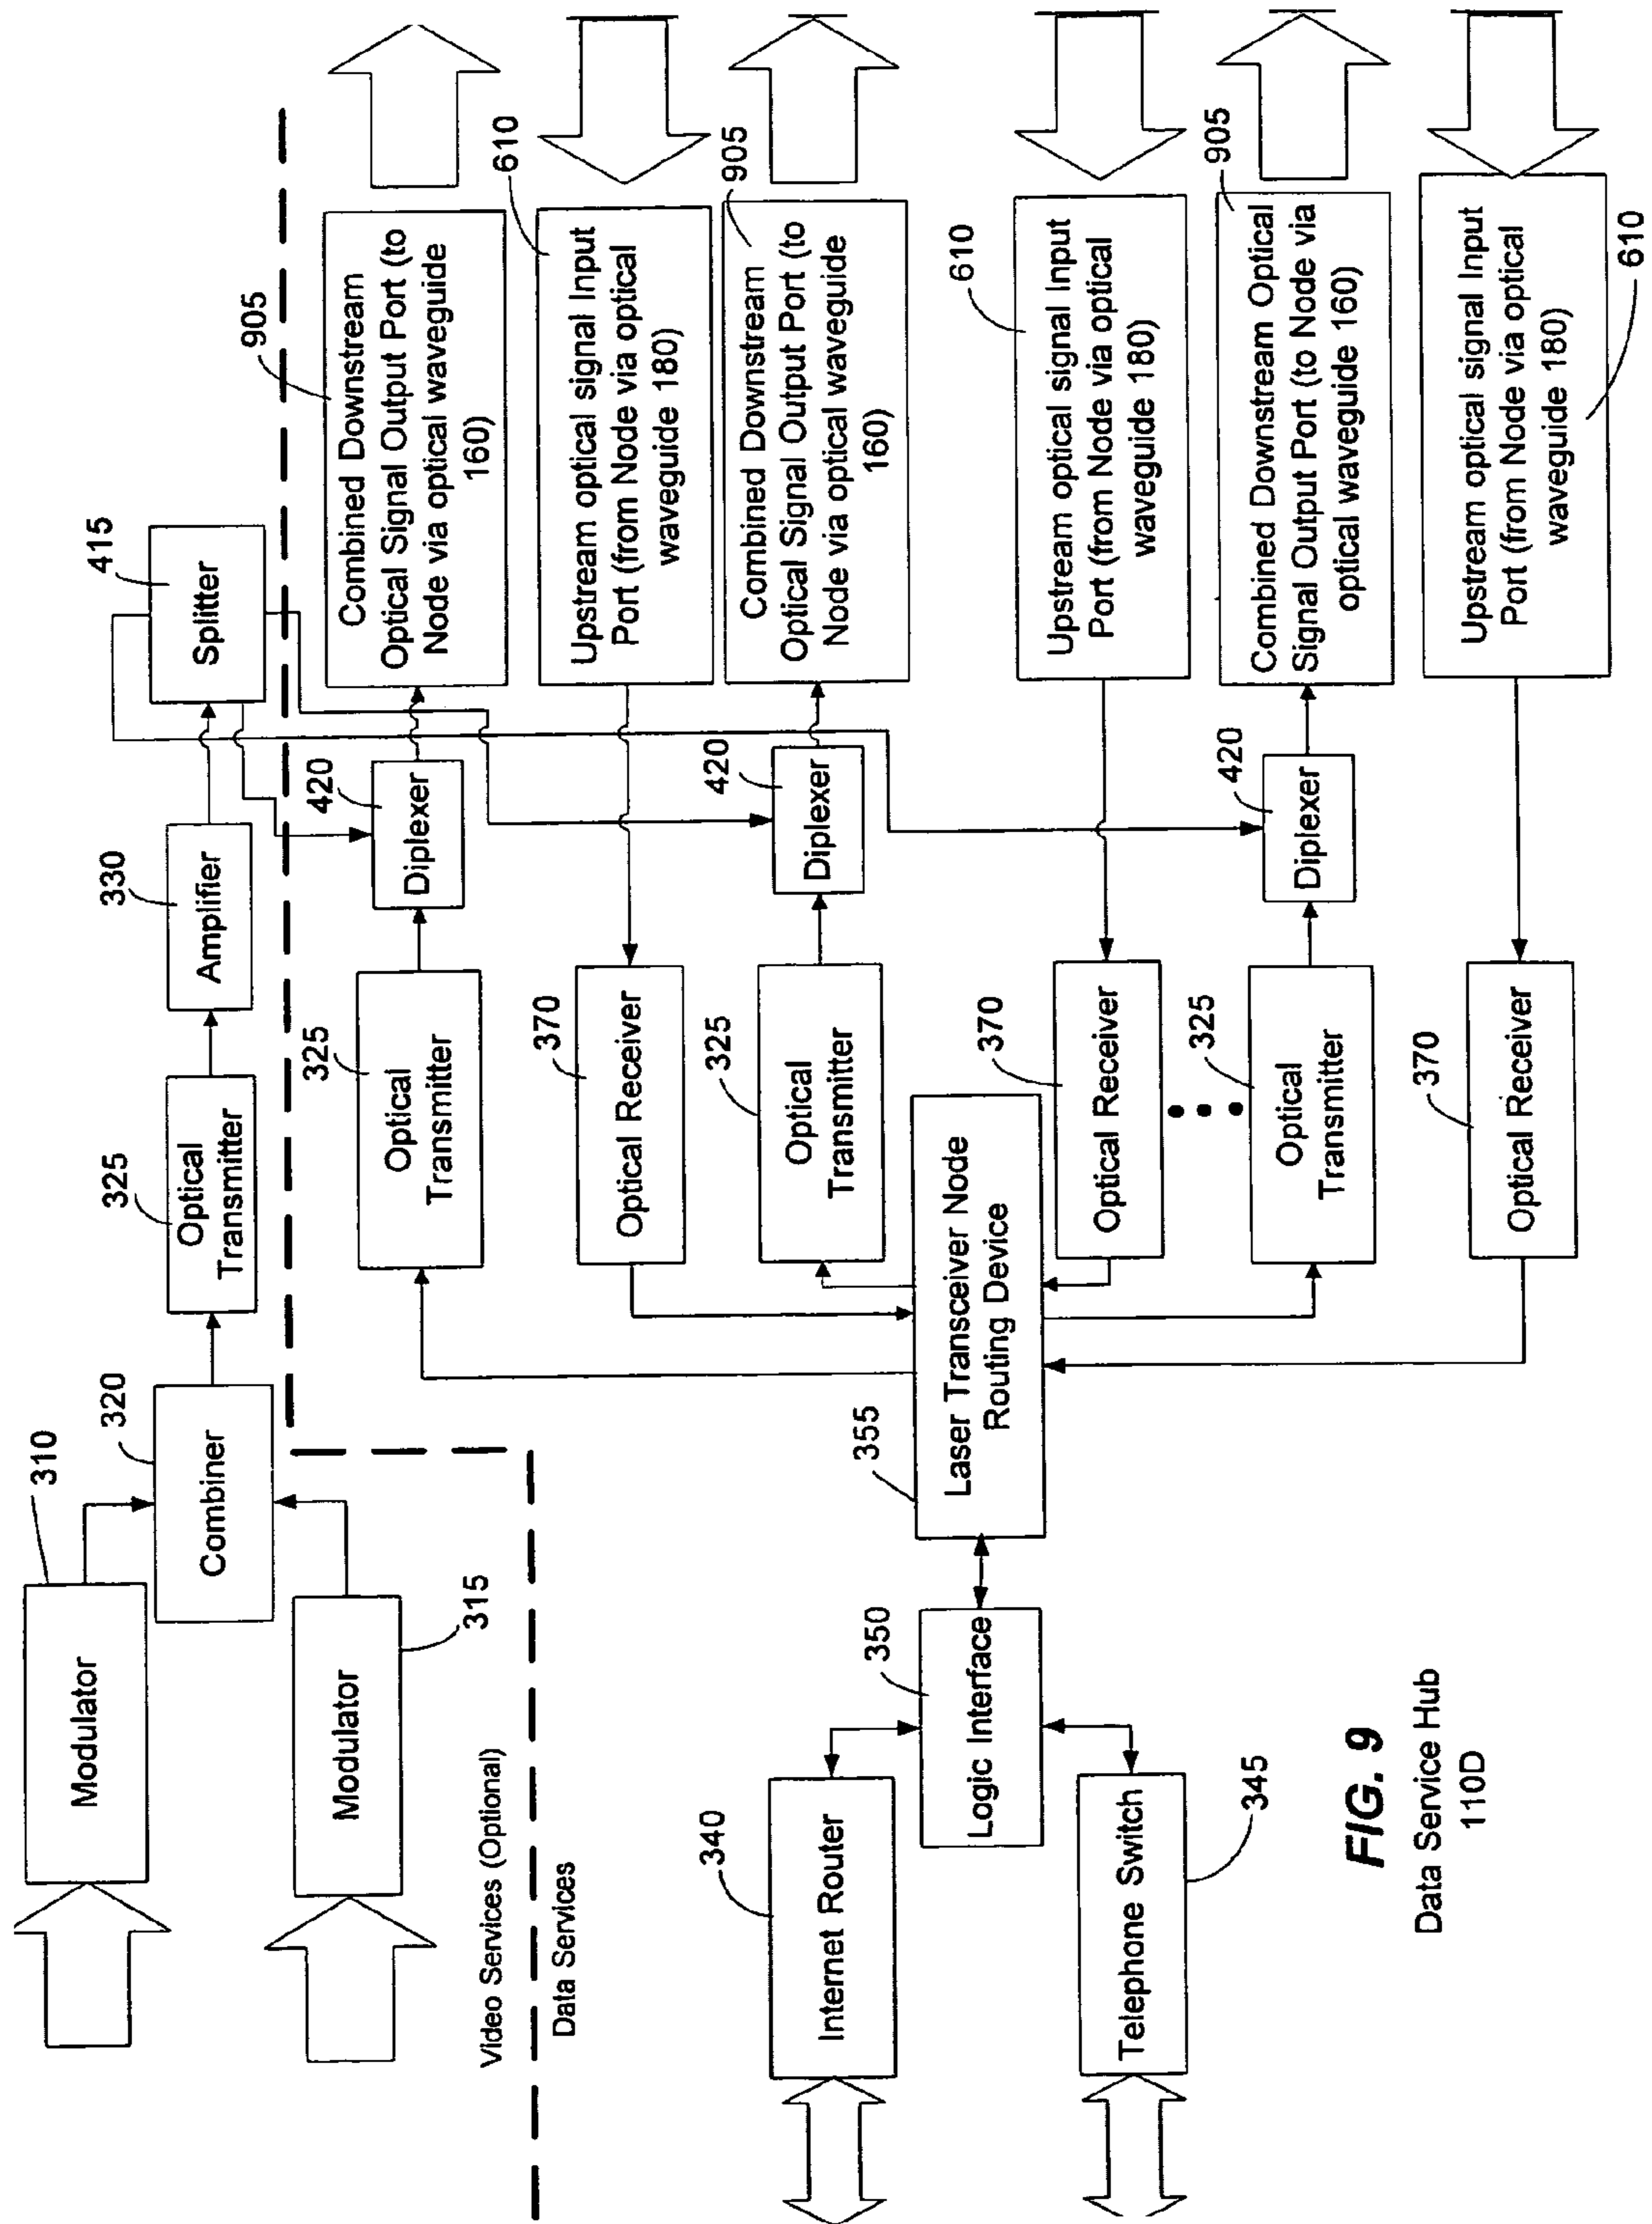 310
Modulator
320
Combiner
325
Optical
Transmitter
330
Amplifier
415
Splitter
Modulator
315
Video Services (Optional)
Data Services
905
Combined Downstream
Optical Signal Output Port (to
Node via optical waveguide
160)
420
Diplexer
325
Optical
Transmitter
610
Upstream optical signal Input
Port (from Node via optical
waveguide 180)
370
Optical Receiver
905
Combined Downstream
Optical Signal Output Port (to
Node via optical waveguide
160)
420
Diplexer
325
Optical
Transmitter
340
Internet Router
350
Logic Interface
355
Laser Transceiver Node
Routing Device
610
Upstream optical signal Input
Port (from Node via optical
waveguide 180)
370
Optical Receiver
Telephone Switch
345
905
Combined Downstream Optical
Signal Output Port (to Node via
optical waveguide 160)
420
Diplexer
325
Optical
Transmitter
370
Optical Receiver
Upstream optical signal Input
Port (from Node via optical
waveguide 180)
610
FIG. 9
Data Service Hub
110D